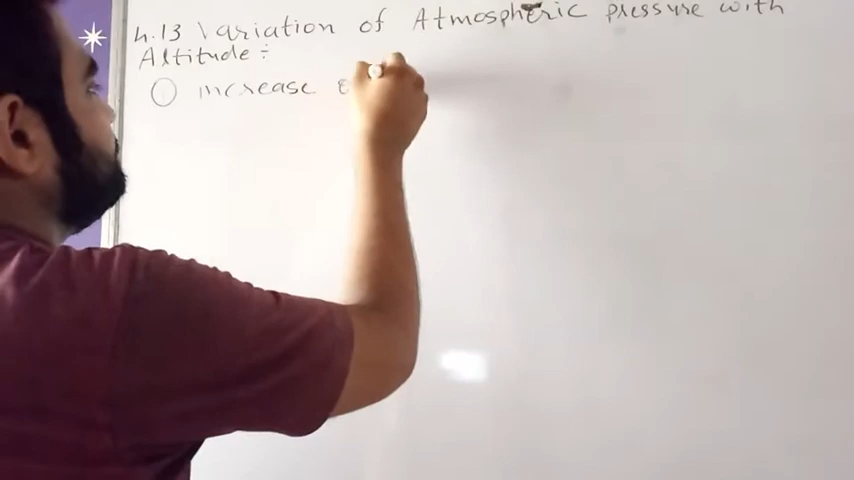 4.13 Variation of Atmospheric pressure with
Altitude ÷
① increase